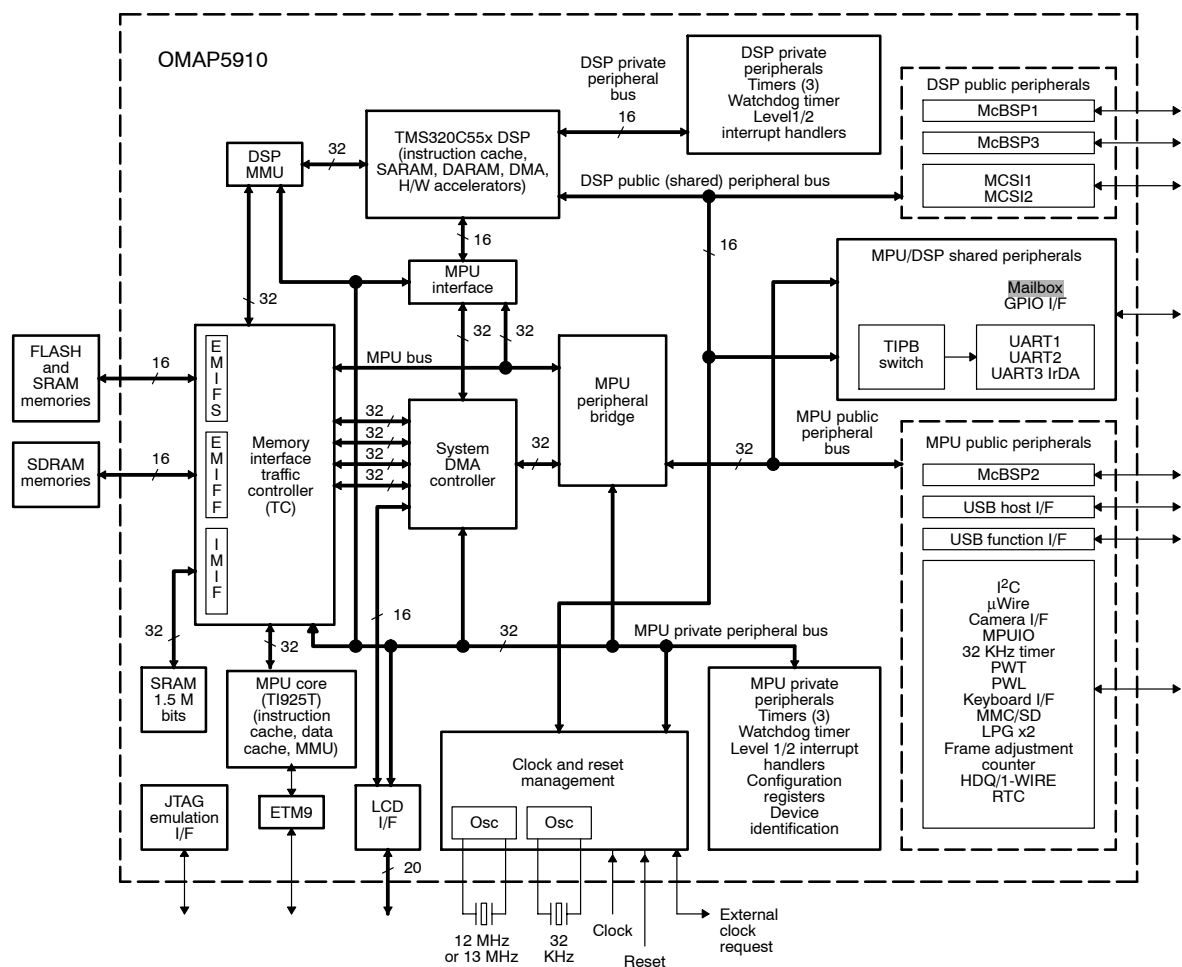 OMAP5910
DSP private
peripheral
bus
16
DSP private
peripherals
Timers (3)
Watchdog timer
Level1/2
interrupt handlers
DSP public peripherals
McBSP1
McBSP3
MCSI1
MCSI2
DSP
MMU
32
TMS320C55x DSP
(instruction cache,
SARAM, DARAM, DMA,
H/W accelerators)
DSP public (shared) peripheral bus
16
16
MPU
interface
32
32
32
MPU/DSP shared peripherals
Mailbox
GPIO I/F
TIPB
switch
UART1
UART2
UART3 IrDA
FLASH
and
SRAM
memories
16
SDRAM
memories
16
E
M
I
F
S
E
M
I
F
F
I
M
I
F
Memory
interface
traffic
controller
(TC)
MPU bus
32
32
32
32
System
DMA
controller
32
MPU
peripheral
bridge
32
MPU public
peripheral
bus
MPU public peripherals
McBSP2
USB host I/F
USB function I/F
I2C
μWire
Camera I/F
MPUIO
32 KHz timer
PWT
PWL
Keyboard I/F
MMC/SD
LPG x2
Frame adjustment
counter
HDQ/1-WIRE
RTC
32
SRAM
1.5 M
bits
32
MPU core
(TI925T)
(instruction
cache, data
cache, MMU)
16
32
MPU private peripheral bus
MPU private
peripherals
Timers (3)
Watchdog timer
Level 1/2 interrupt
handlers
Configuration
registers
Device
identification
Clock and reset
management
Osc
Osc
JTAG
emulation
I/F
ETM9
LCD
I/F
20
12 MHz
or 13 MHz
32
KHz
Clock
Reset
External
clock
request